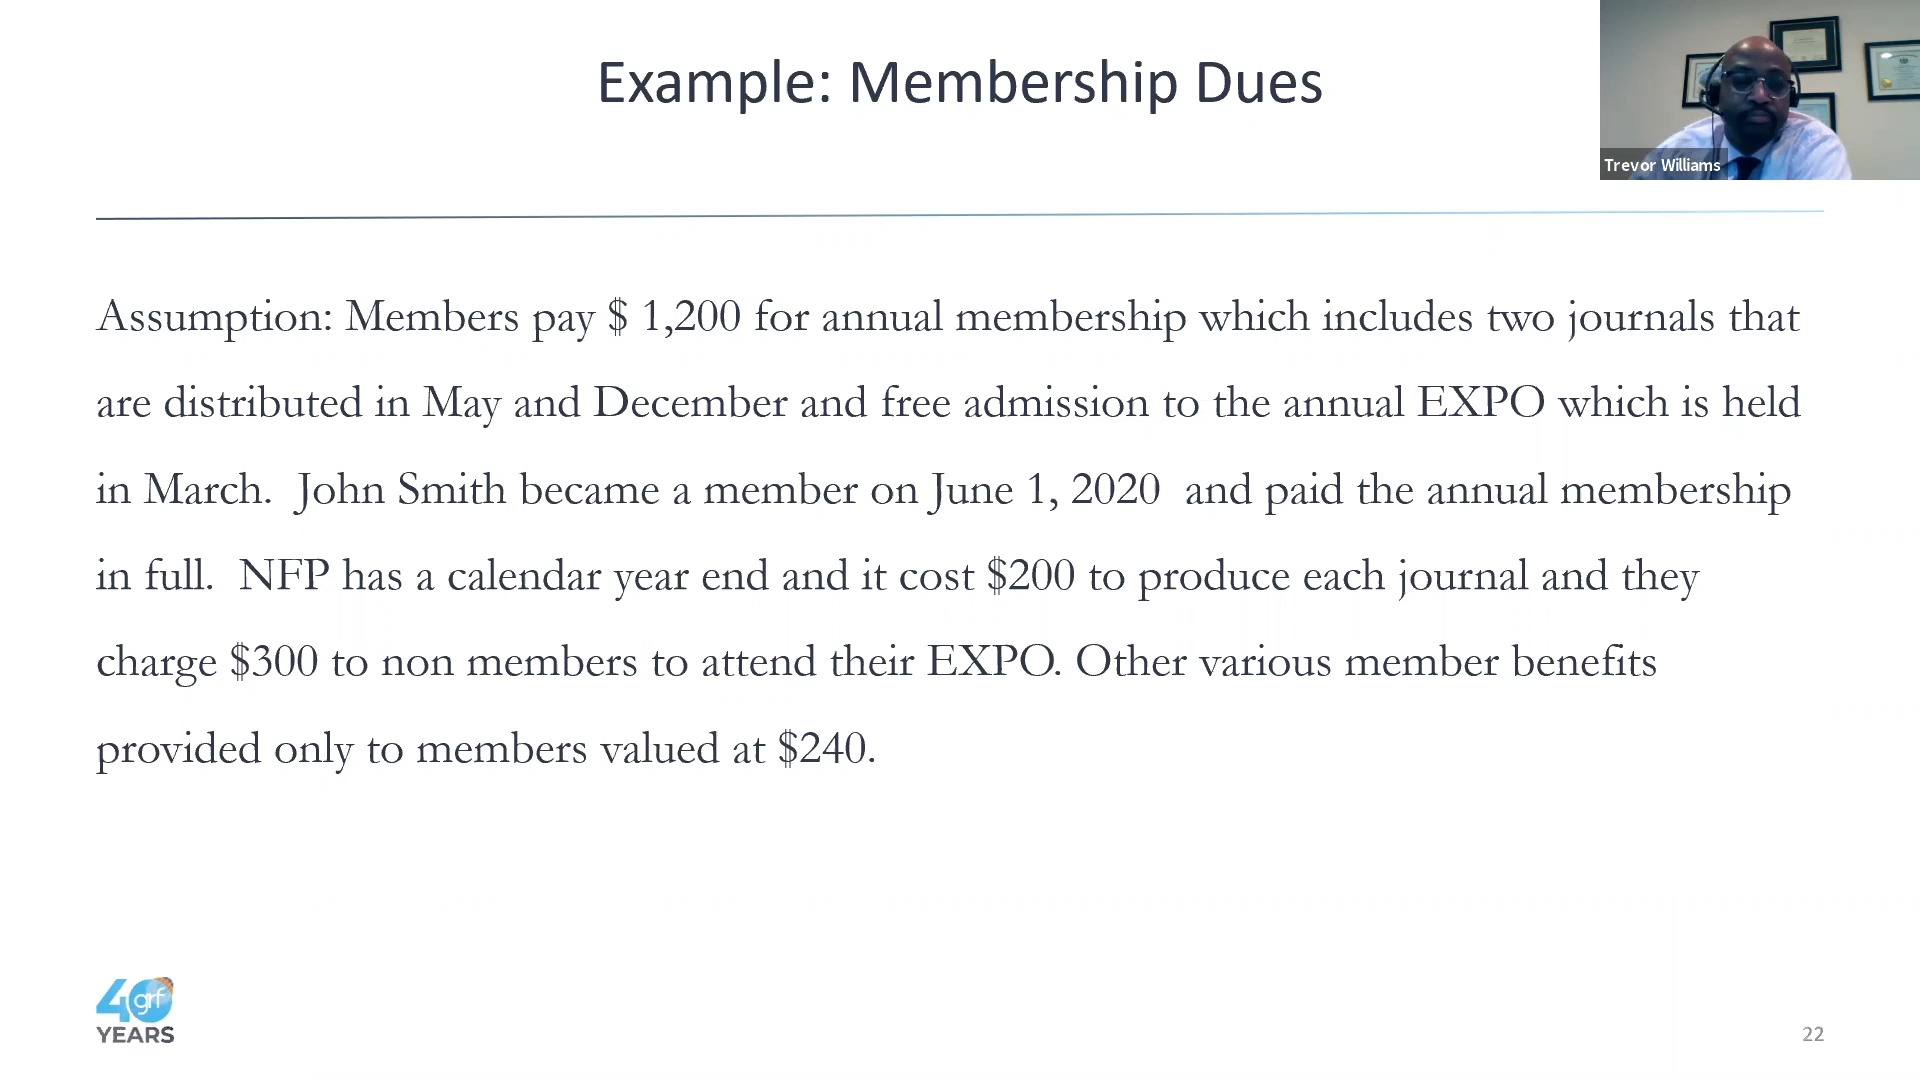 Example: Membership Dues
Trevor Williams
Assumption: Members pay $ 1,200 for annual membership which includes two journals that
are distributed in May and December and free admission to the annual EXPO which is held
in March.  John Smith became a member on June 1, 2020  and paid the annual membership
in full.  NFP has a calendar year end and it cost $200 to produce each journal and they
charge $300 to non members to attend their EXPO. Other various member benefits
provided only to members valued at $240.
40 grf
YEARS
22